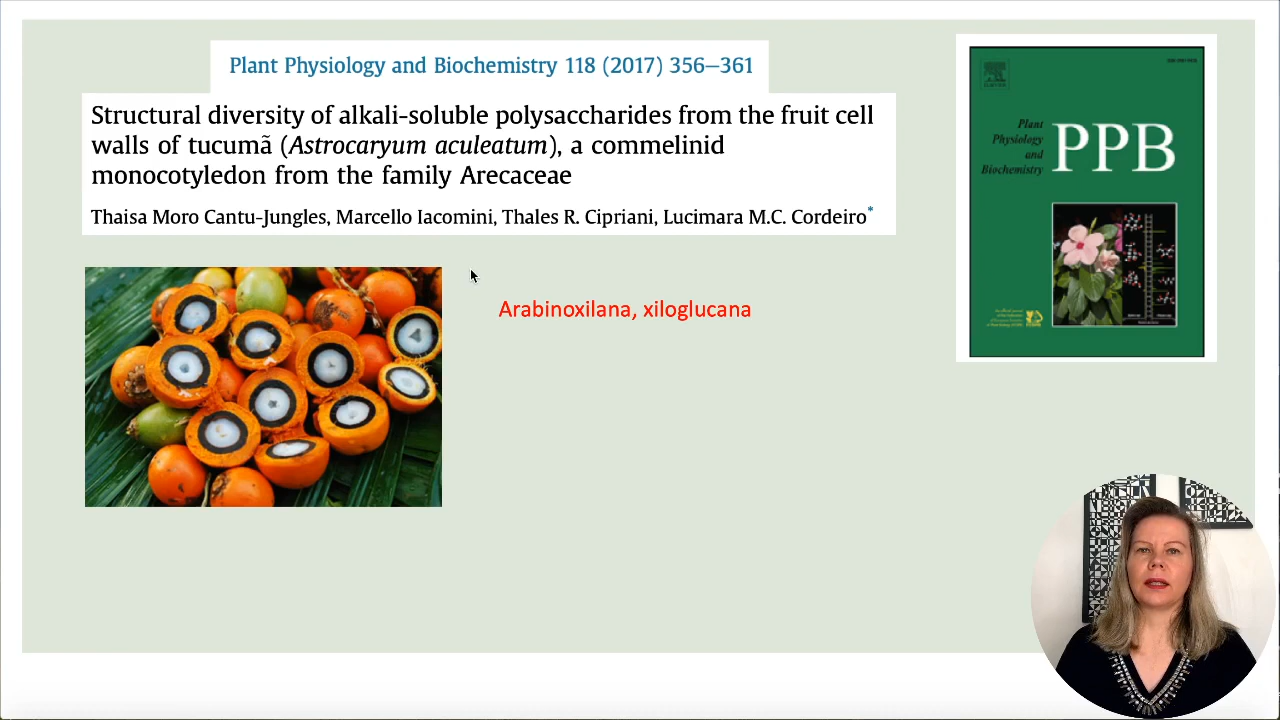 Plant Physiology and Biochemistry 118 (2017) 356–361
Structural diversity of alkali-soluble polysaccharides from the fruit cell
walls of tucumã (Astrocaryum aculeatum), a commelinid
monocotyledon from the family Arecaceae
Thaisa Moro Cantu-Jungles, Marcello Iacomini, Thales R. Cipriani, Lucimara M.C. Cordeiro*
Arabinoxilana, xiloglucana
Plant
Physiology
and
Biochemistry
PPB